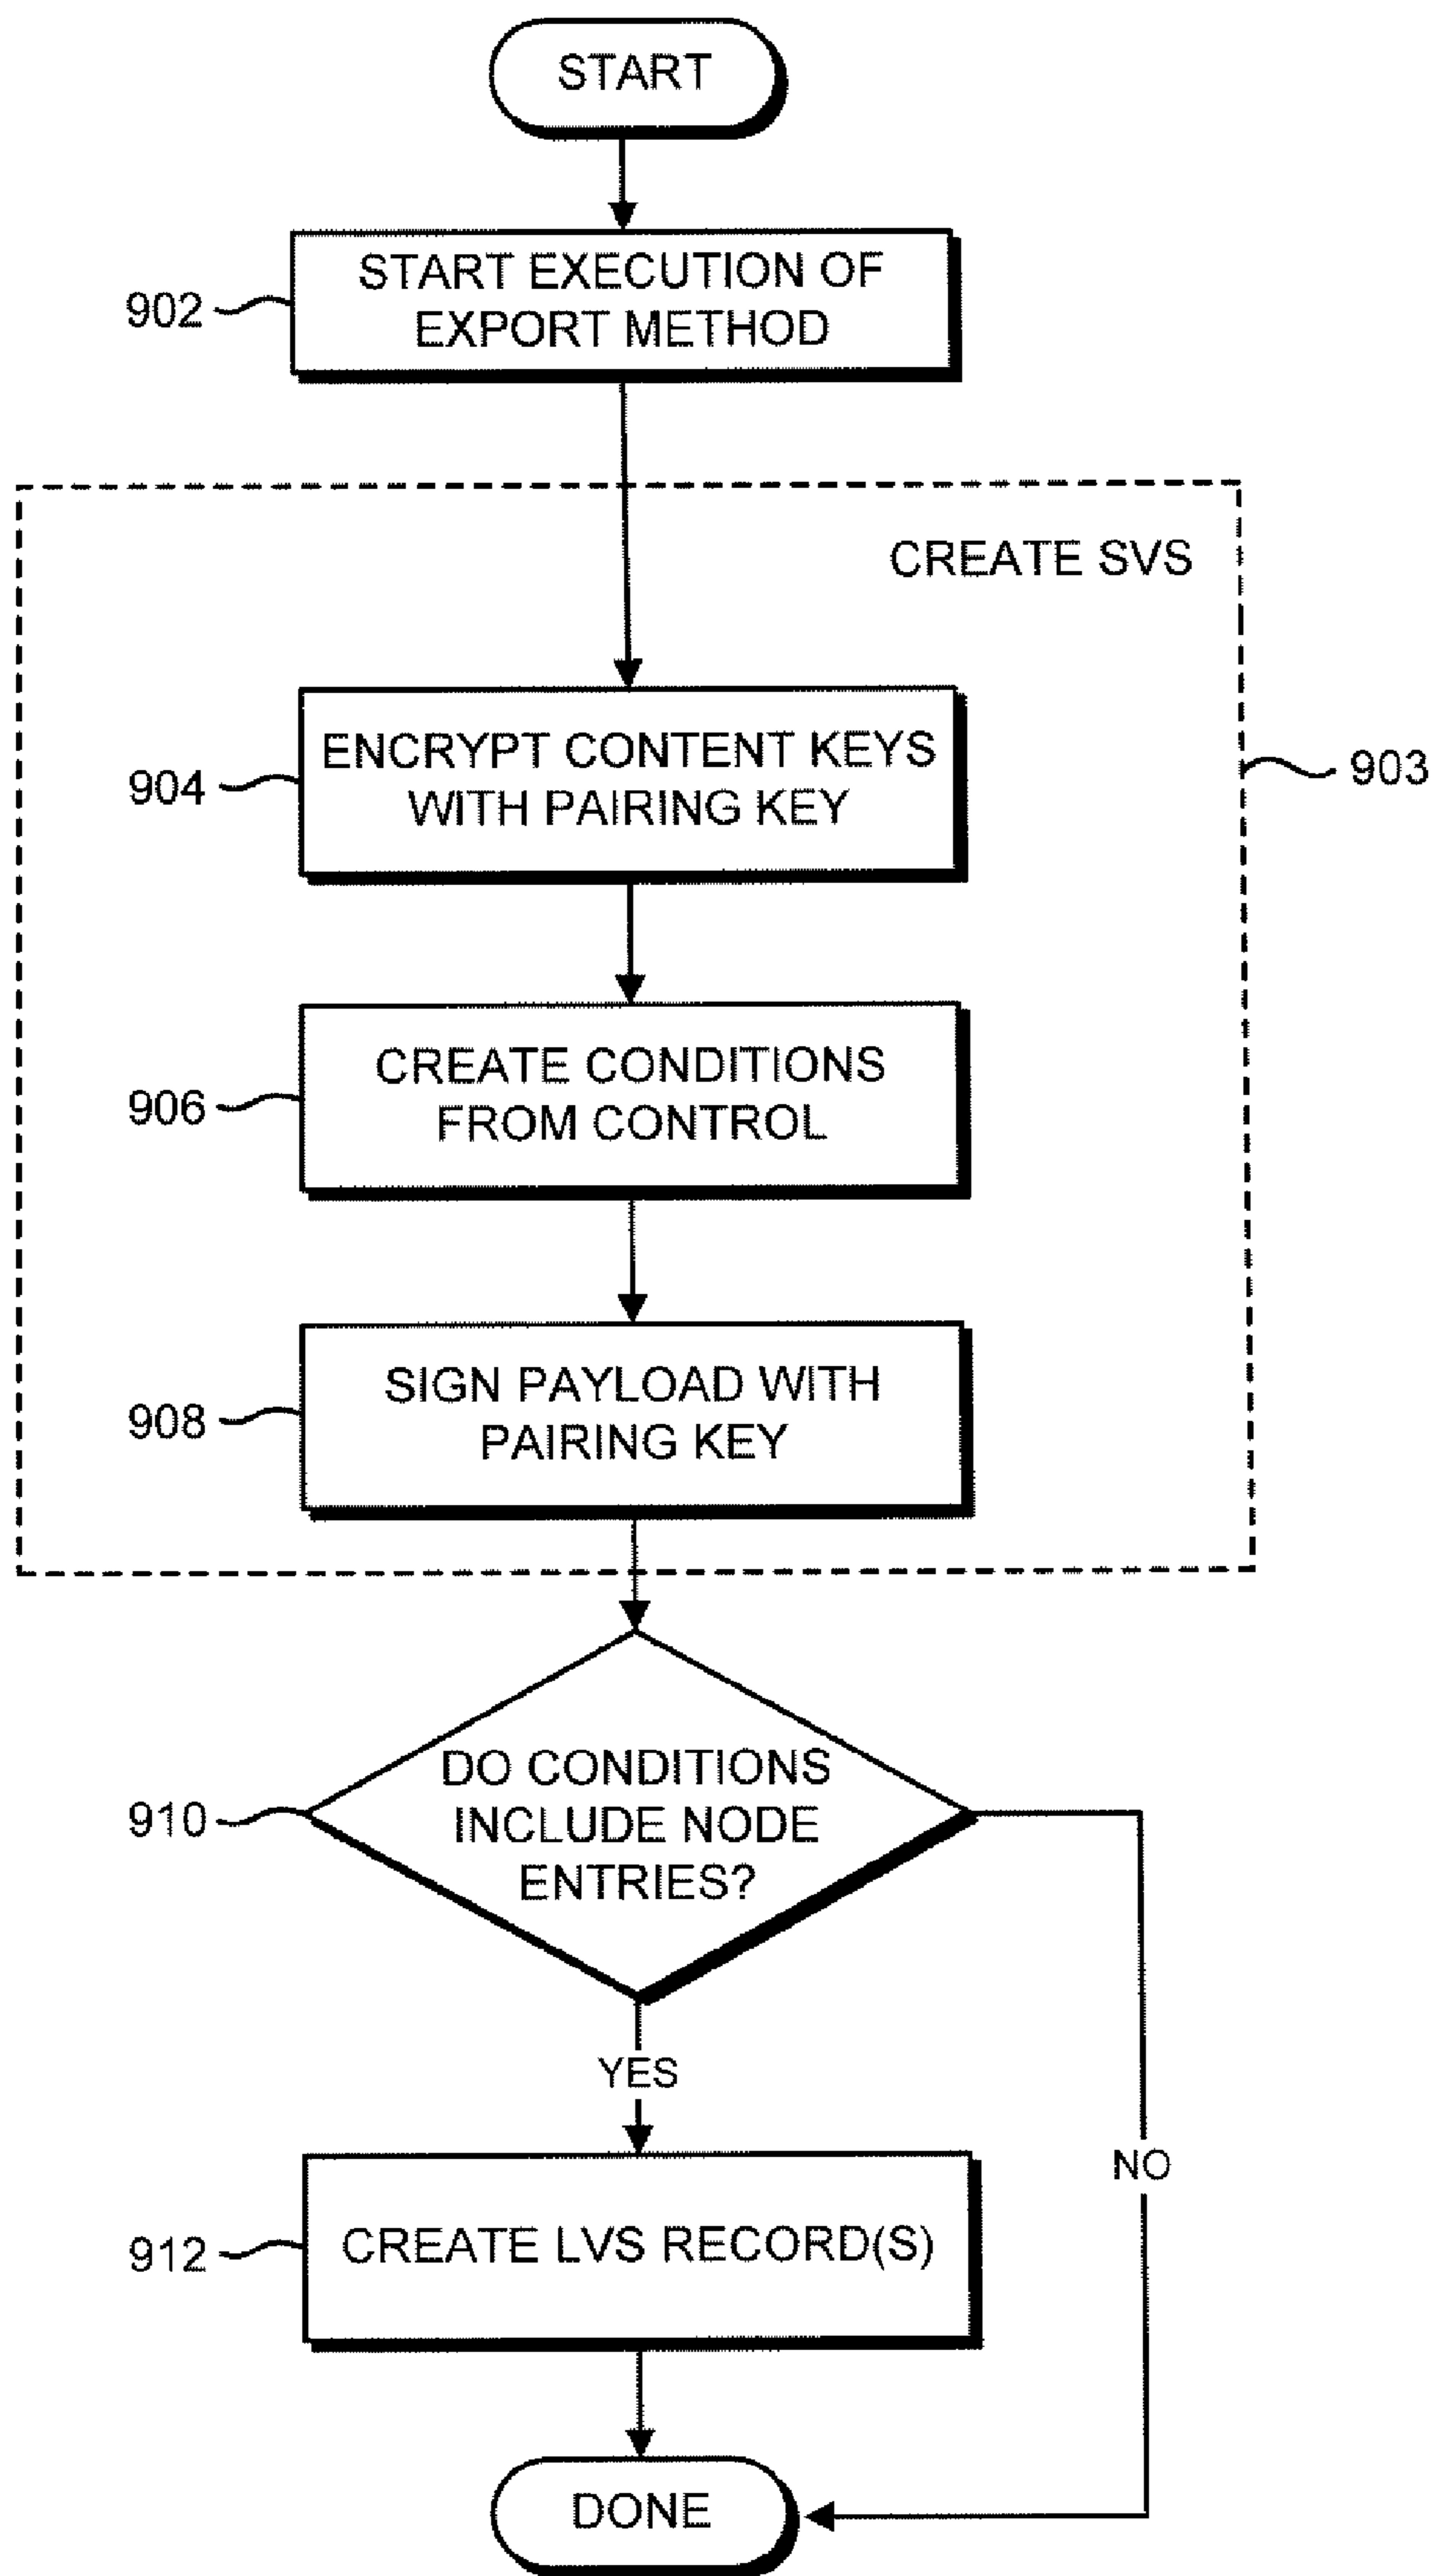 START
START EXECUTION OF
EXPORT METHOD
902
CREATE SVS
ENCRYPT CONTENT KEYS
WITH PAIRING KEY
904
903
CREATE CONDITIONS
FROM CONTROL
906
SIGN PAYLOAD WITH
PAIRING KEY
908
DO CONDITIONS
INCLUDE NODE
ENTRIES?
910
YES
NO
CREATE LVS RECORD(S)
912
DONE